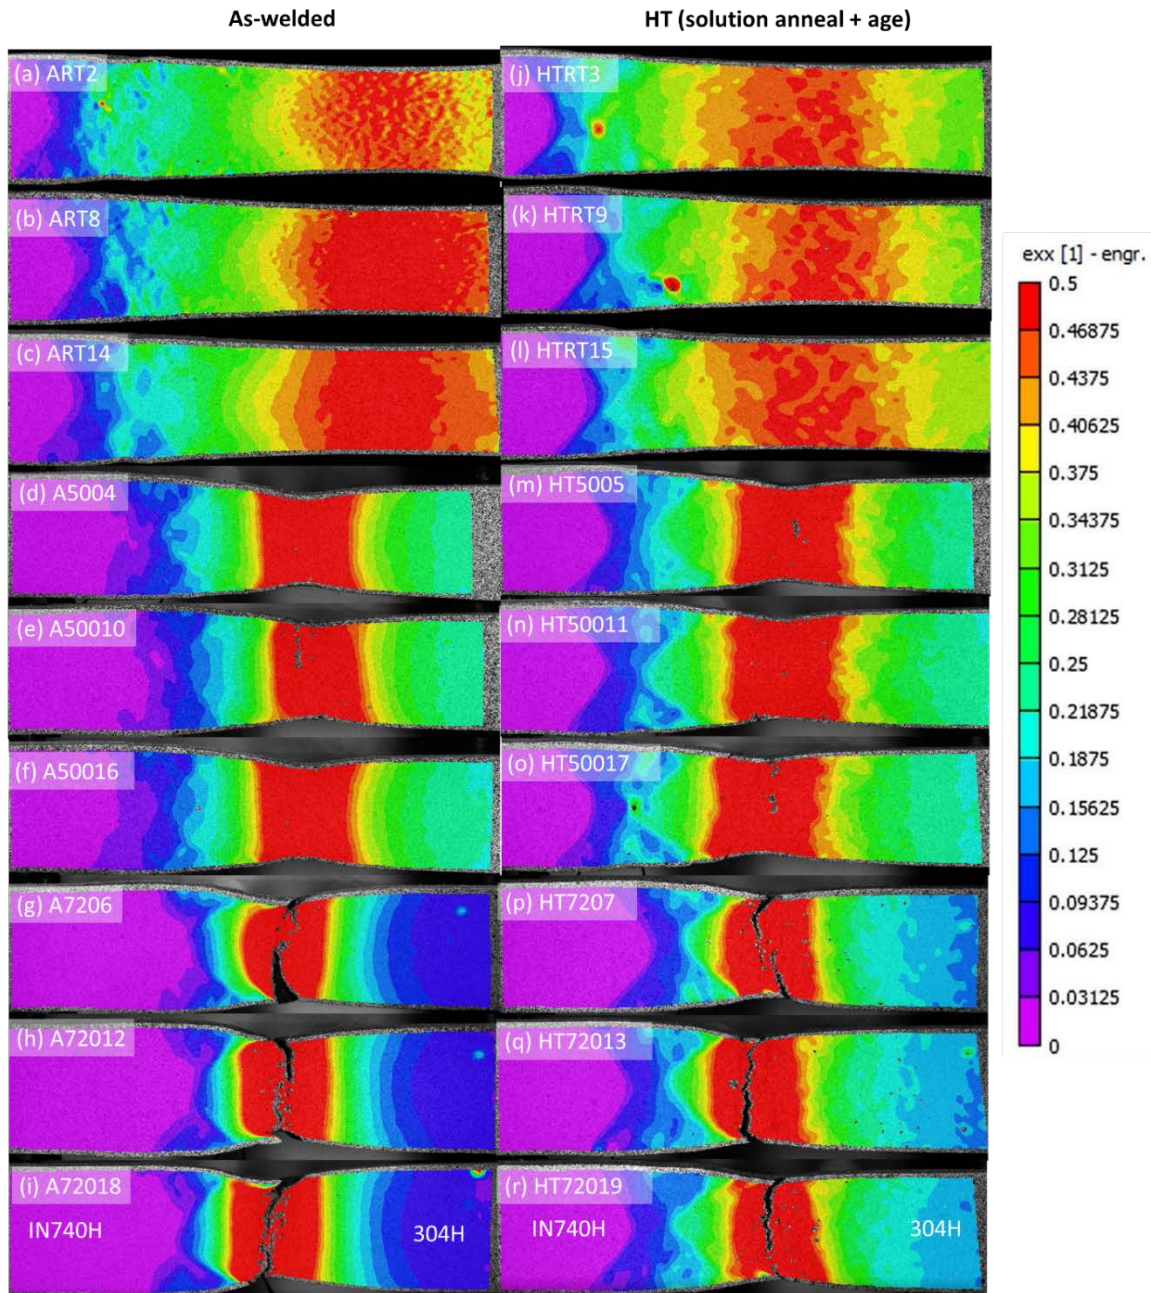 As-welded
HT (solution anneal + age)
(a) ART2
(j) HTRT3
(b) ART8
(k) HTRT9
(c) ART14
(l) HTRT15
(d) A5004
(m) HT5005
(e) A50010
(n) HT50011
(f) A50016
(o) HT50017
(g) A7206
(p) HT7207
(h) A72012
(q) HT72013
(i) A72018
IN740H
304H
(r) HT72019
IN740H
304H
exx [1] - engr.
0.5
0.46875
0.4375
0.40625
0.375
0.34375
0.3125
0.28125
0.25
0.21875
0.1875
0.15625
0.125
0.09375
0.0625
0.03125
0